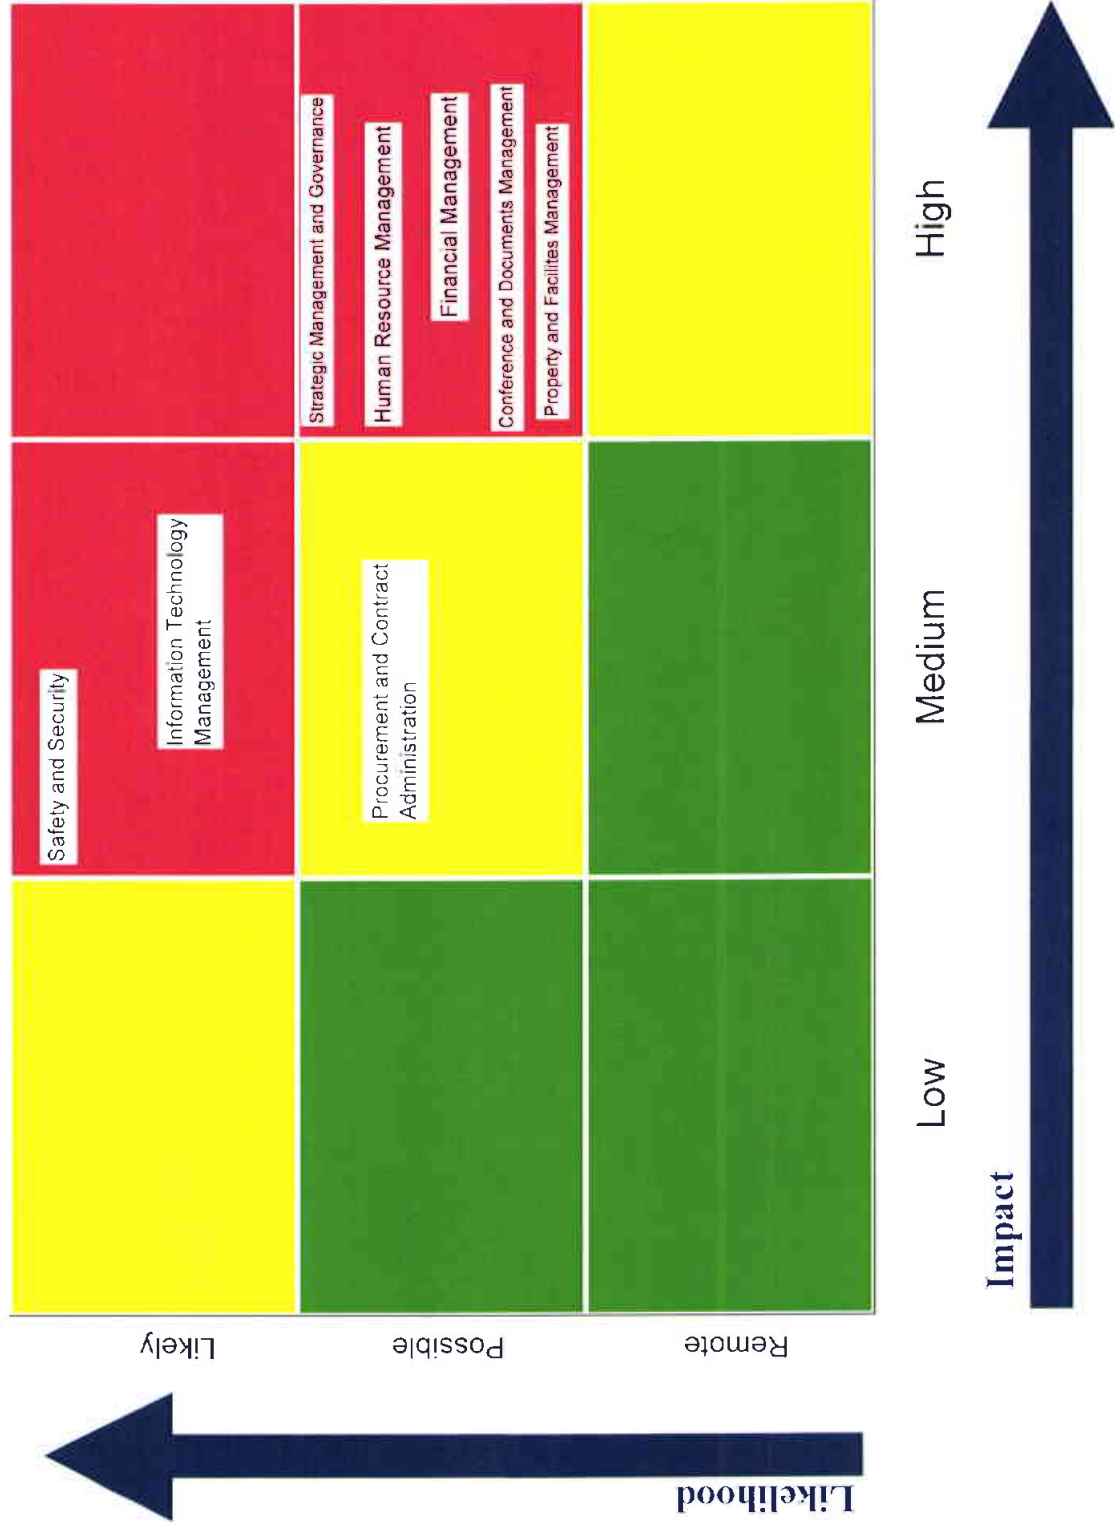 Likelihood
Likely
Possible
Remote
Safety and Security
Information Technology
Management
Procurement and Contract
Administration
Strategic Management and Governance
Human Resource Management
Financial Management
Conference and Documents Management
Property and Facilites Management
Low
Medium
High
Impact